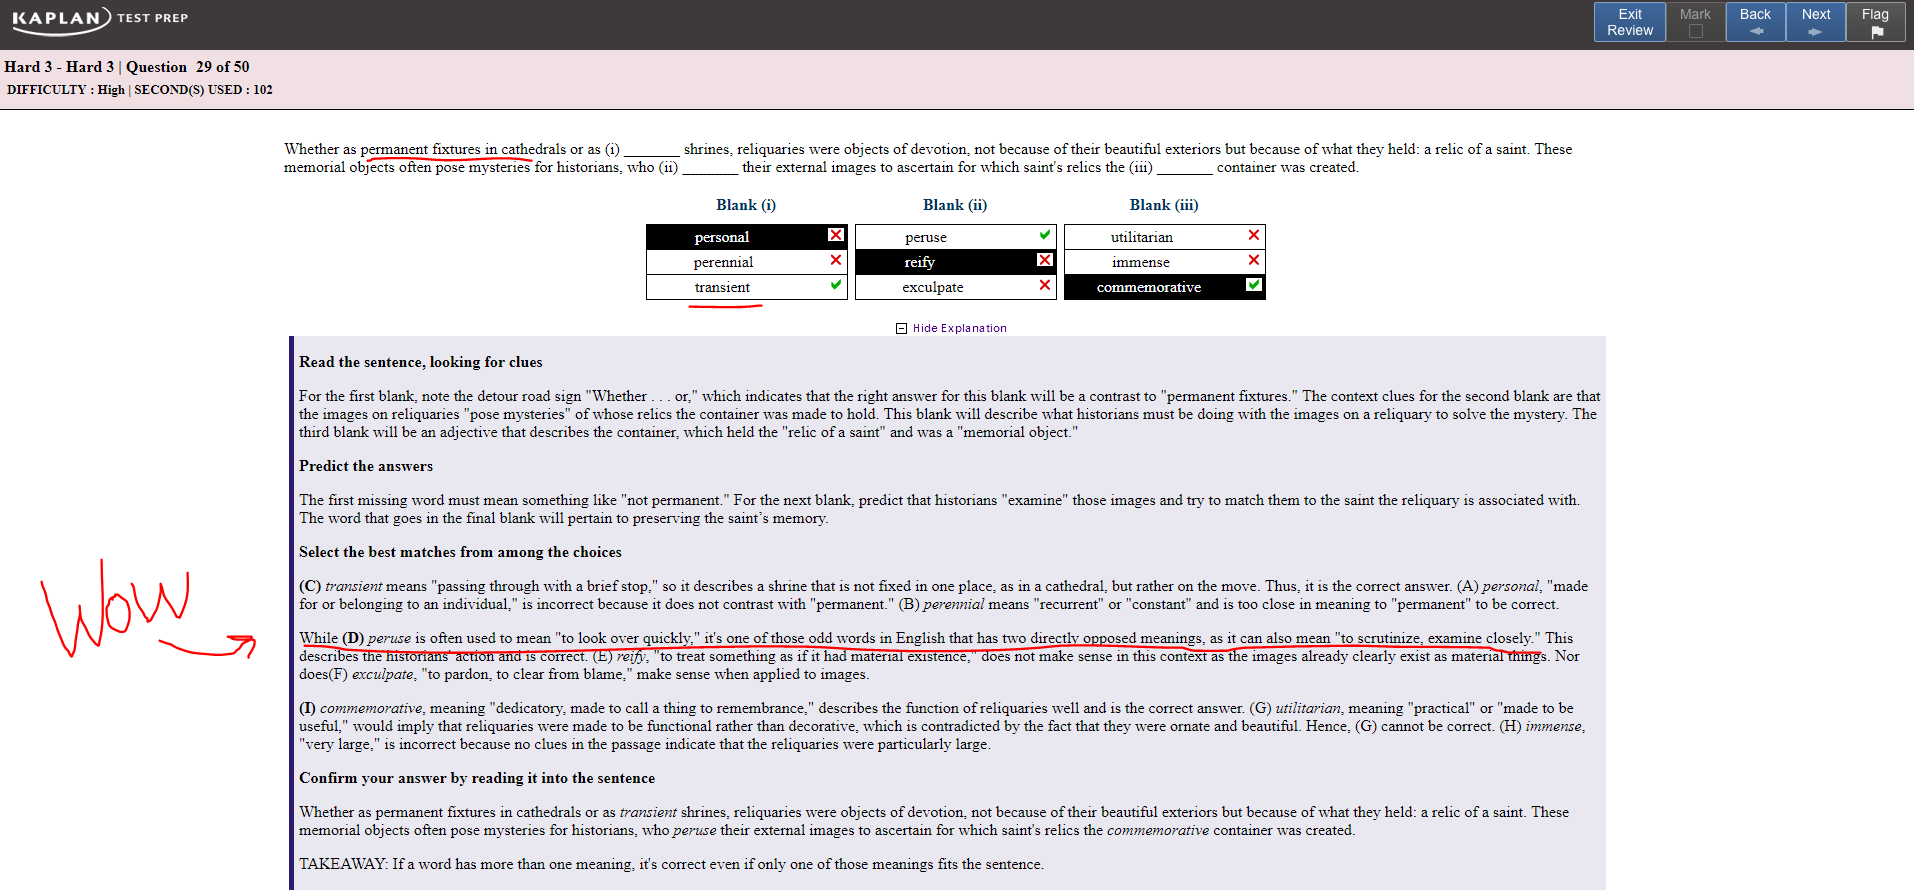 KAPLAN TEST PREP
Exit Review
Mark
Back
Next
Flag
Hard 3 - Hard 3 | Question 29 of 50
DIFFICULTY : High | SECOND(S) USED : 102
Whether as permanent fixtures in cathedrals or as (i) _______ shrines, reliquaries were objects of devotion, not because of their beautiful exteriors but because of what they held: a relic of a saint. These
memorial objects often pose mysteries for historians, who (ii) _______ their external images to ascertain for which saint's relics the (iii) _______ container was created.
Blank (i) Blank (ii) Blank (iii)
personal peruse utilitarian
perennial reify immense
transient exculpate commemorative
Hide Explanation
Read the sentence, looking for clues
For the first blank, note the detour road sign "Whether . . . or," which indicates that the right answer for this blank will be a contrast to "permanent fixtures." The context clues for the second blank are that
the images on reliquaries "pose mysteries" of whose relics the container was made to hold. This blank will describe what historians must be doing with the images on a reliquary to solve the mystery. The
third blank will be an adjective that describes the container, which held the "relic of a saint" and was a "memorial object."
Predict the answers
The first missing word must mean something like "not permanent." For the next blank, predict that historians "examine" those images and try to match them to the saint the reliquary is associated with.
The word that goes in the final blank will pertain to preserving the saint's memory.
Select the best matches from among the choices
(C) transient means "passing through with a brief stop," so it describes a shrine that is not fixed in one place, as in a cathedral, but rather on the move. Thus, it is the correct answer. (A) personal, "made
for or belonging to an individual," is incorrect because it does not contrast with "permanent." (B) perennial means "recurrent" or "constant" and is too close in meaning to "permanent" to be correct.
Wow
While (D) peruse is often used to mean "to look over quickly," it's one of those odd words in English that has two directly opposed meanings, as it can also mean "to scrutinize, examine closely." This
describes the historians' action and is correct. (E) reify, "to treat something as if it had material existence," does not make sense in this context as the images already clearly exist as material things. Nor
does(F) exculpate, "to pardon, to clear from blame," make sense when applied to images.
(I) commemorative, meaning "dedicatory, made to call a thing to remembrance," describes the function of reliquaries well and is the correct answer. (G) utilitarian, meaning "practical" or "made to be
useful," would imply that reliquaries were made to be functional rather than decorative, which is contradicted by the fact that they were ornate and beautiful. Hence, (G) cannot be correct. (H) immense,
"very large," is incorrect because no clues in the passage indicate that the reliquaries were particularly large.
Confirm your answer by reading it into the sentence
Whether as permanent fixtures in cathedrals or as transient shrines, reliquaries were objects of devotion, not because of their beautiful exteriors but because of what they held: a relic of a saint. These
memorial objects often pose mysteries for historians, who peruse their external images to ascertain for which saint's relics the commemorative container was created.
TAKEAWAY: If a word has more than one meaning, it's correct even if only one of those meanings fits the sentence.